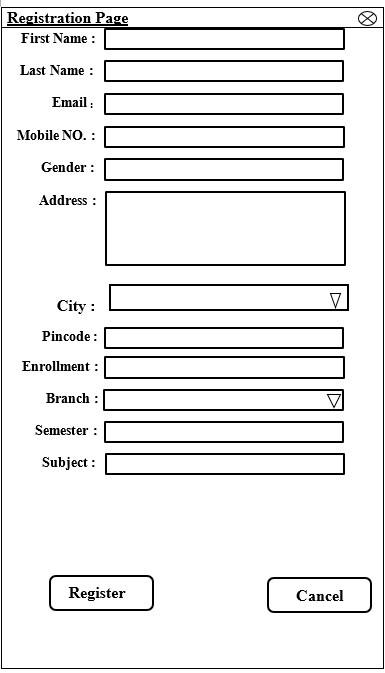 Registration Page
First Name :
Last Name :
Email :
Mobile NO. :
Gender :
Address :
City :
Pincode :
Enrollment :
Branch :
Semester :
Subject :
Register
Cancel